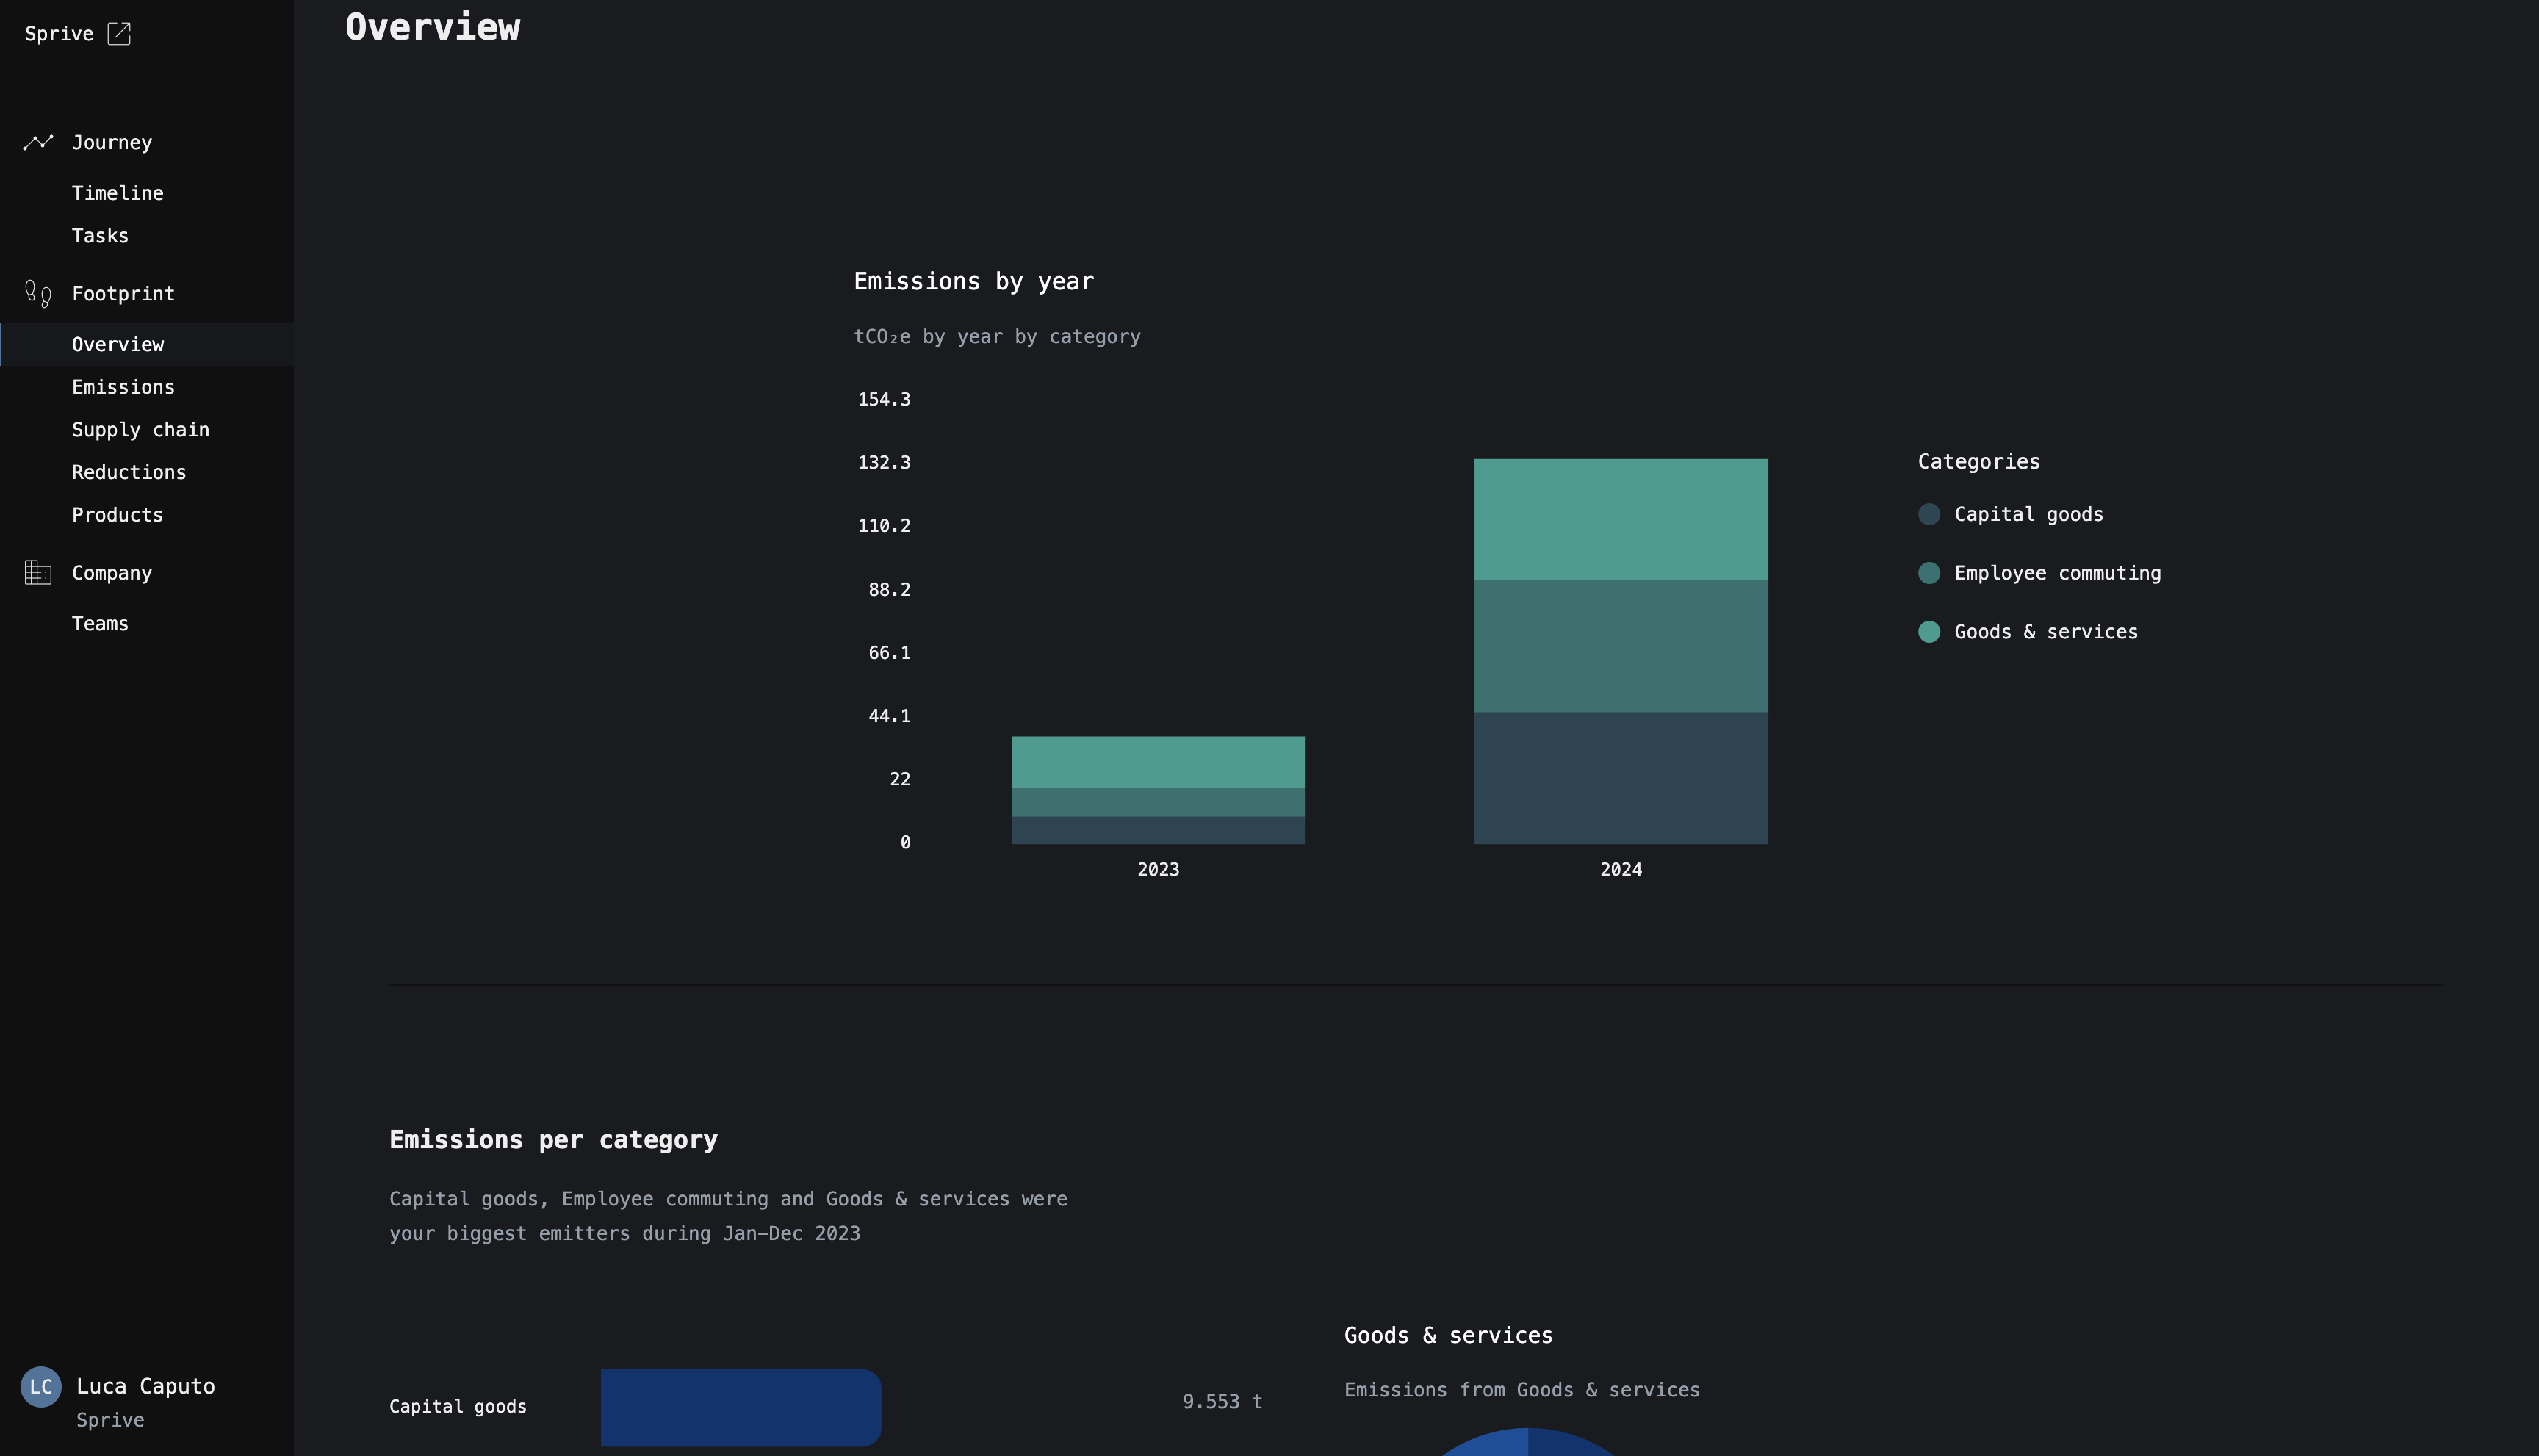 Sprive
Journey
Timeline
Tasks
Footprint
Overview
Emissions
Supply chain
Reductions
Products
Company
Teams
LC
Luca Caputo
Sprive
Overview
Emissions by year
tCO₂e by year by category
154.3
132.3
110.2
88.2
66.1
44.1
22
0
2023
2024
Categories
Capital goods
Employee commuting
Goods & services
Emissions per category
Capital goods, Employee commuting and Goods & services were
your biggest emitters during Jan–Dec 2023
Capital goods
9.553 t
Goods & services
Emissions from Goods & services